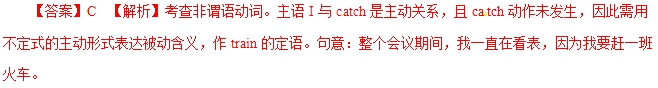 【答案】C 【解析】考查非谓语动词。主语 I 与 catch 是主动关系，且 catch 动作未发生，因此需用
不定式的主动形式表达被动含义，作 train 的定语。句意：整个会议期间，我一直在看表，因为我要赶一班
火车。